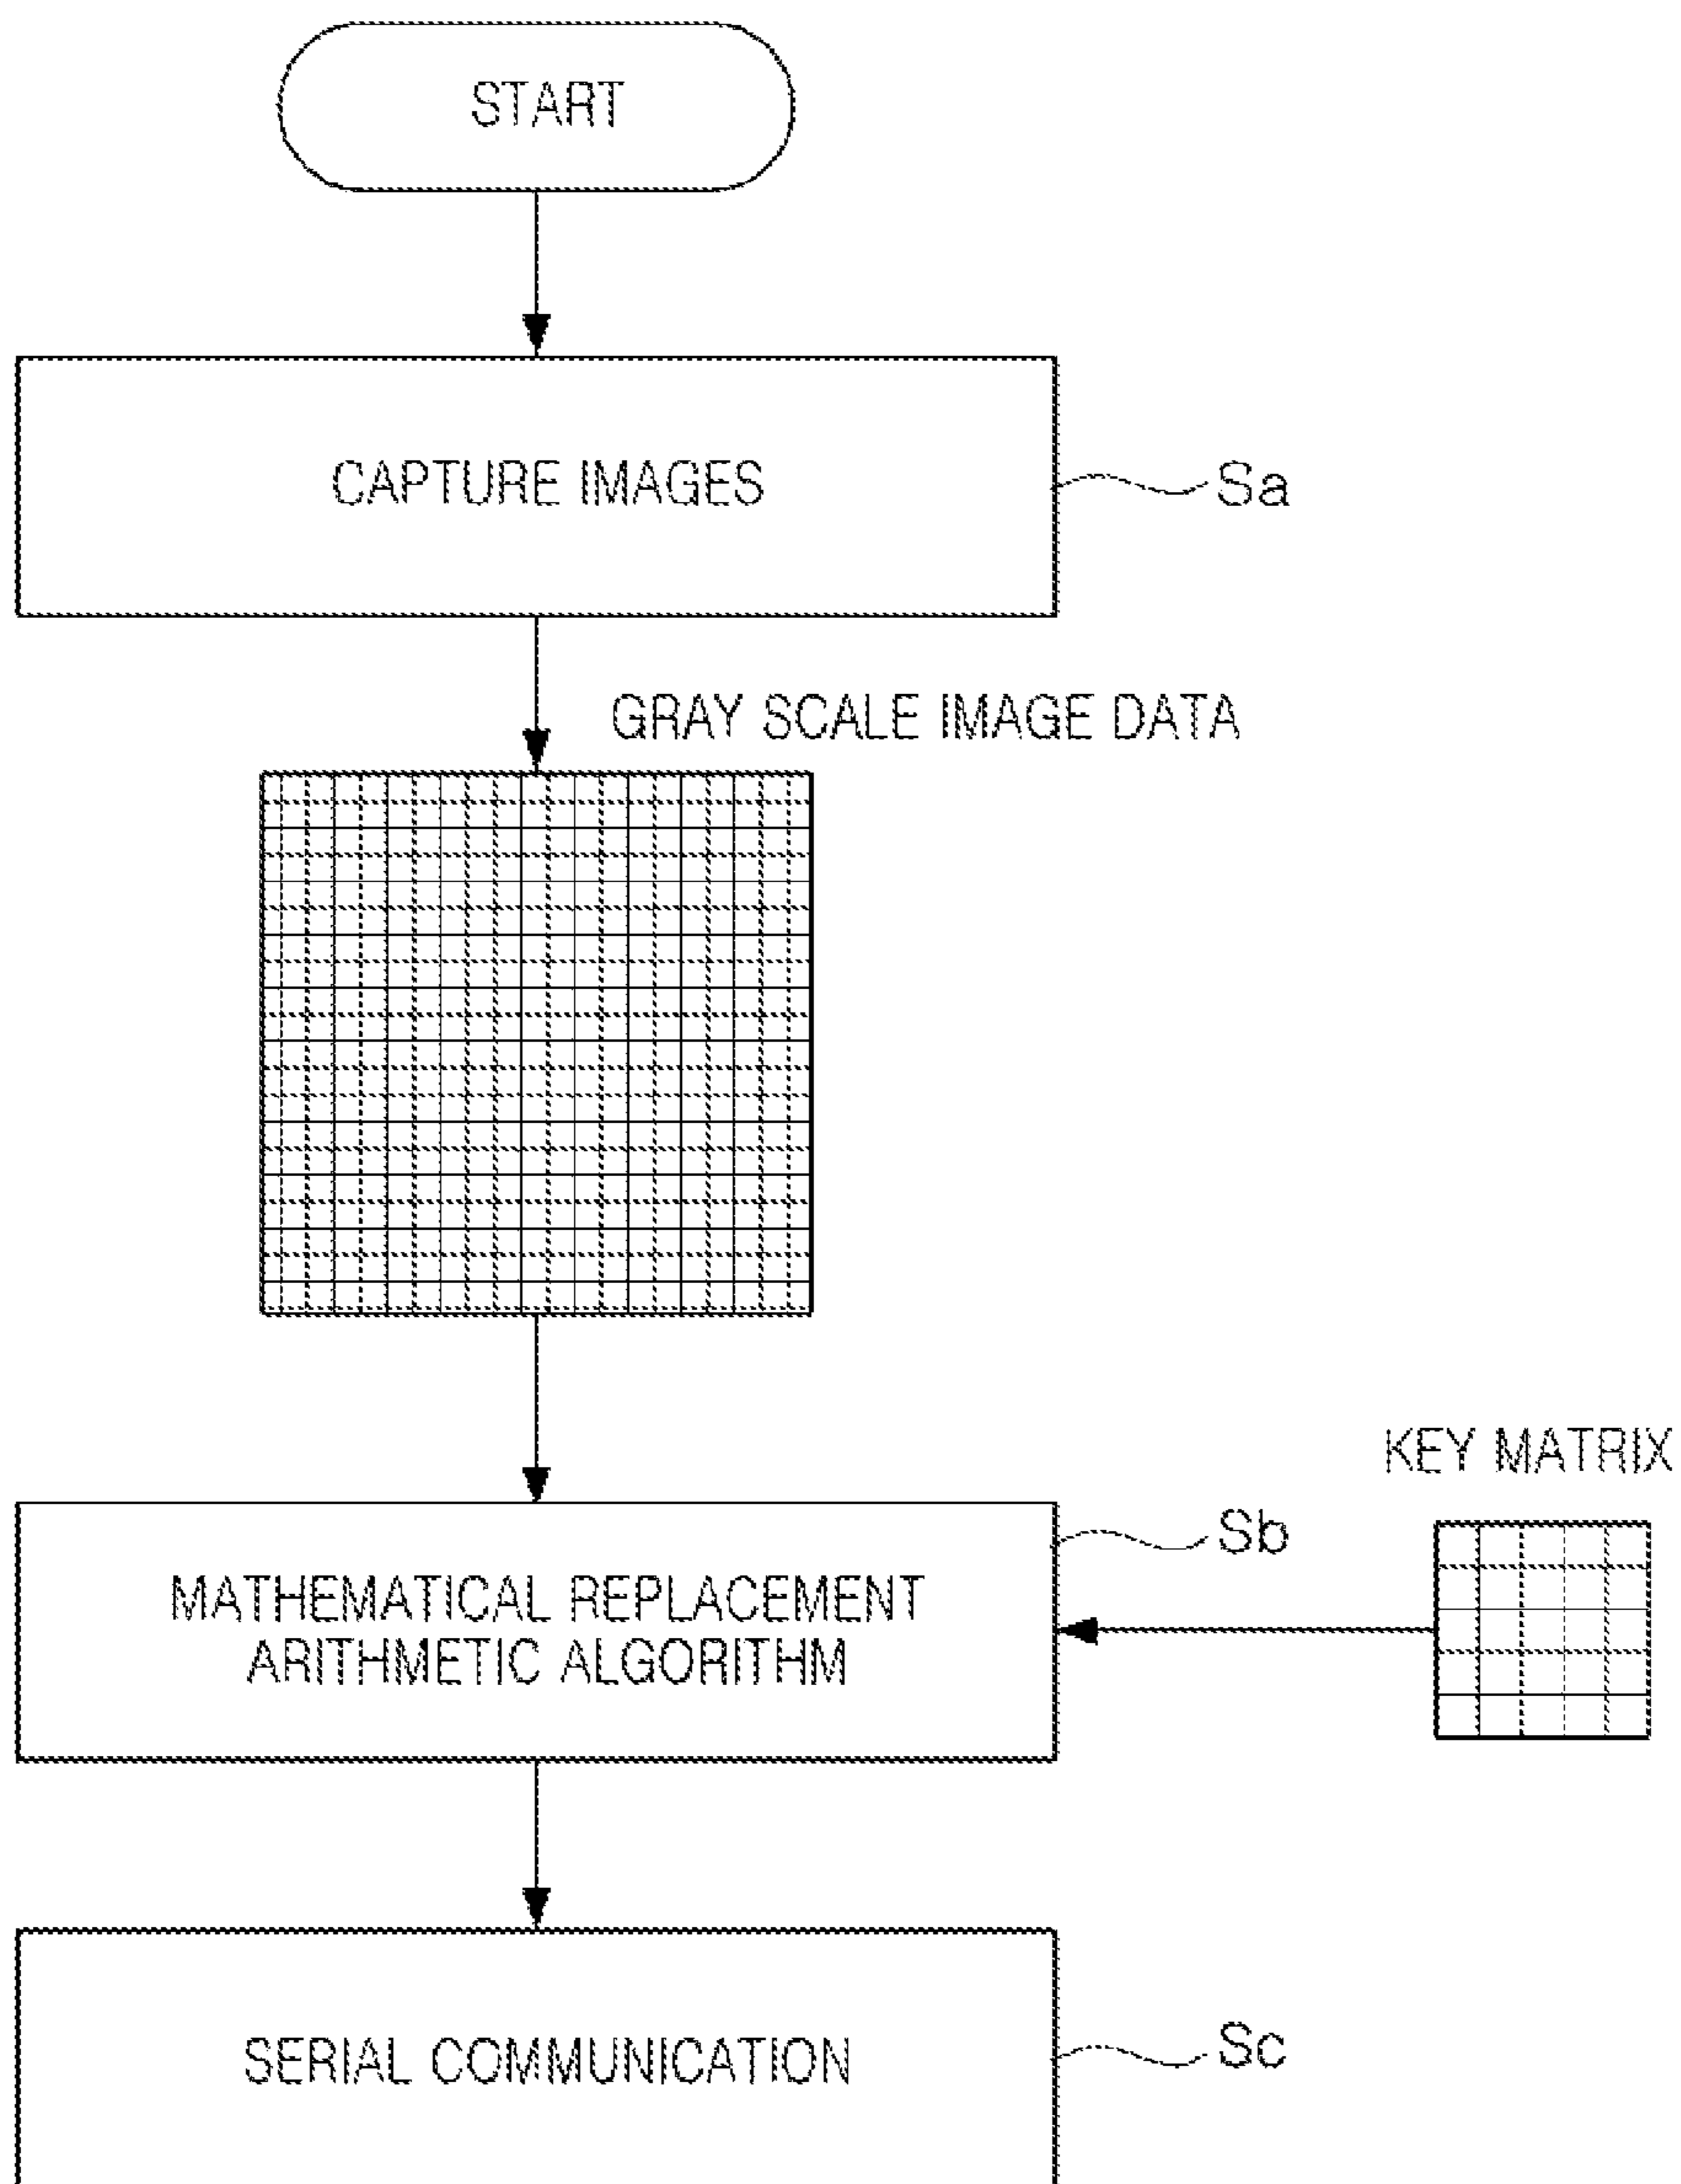 START
CAPTURE IMAGES
Sa
GRAY SCALE IMAGE DATA
KEY MATRIX
Sb
MATHEMATICAL REPLACEMENT
ARITHMETIC ALGORITHM
SERIAL COMMUNICATION
Sc